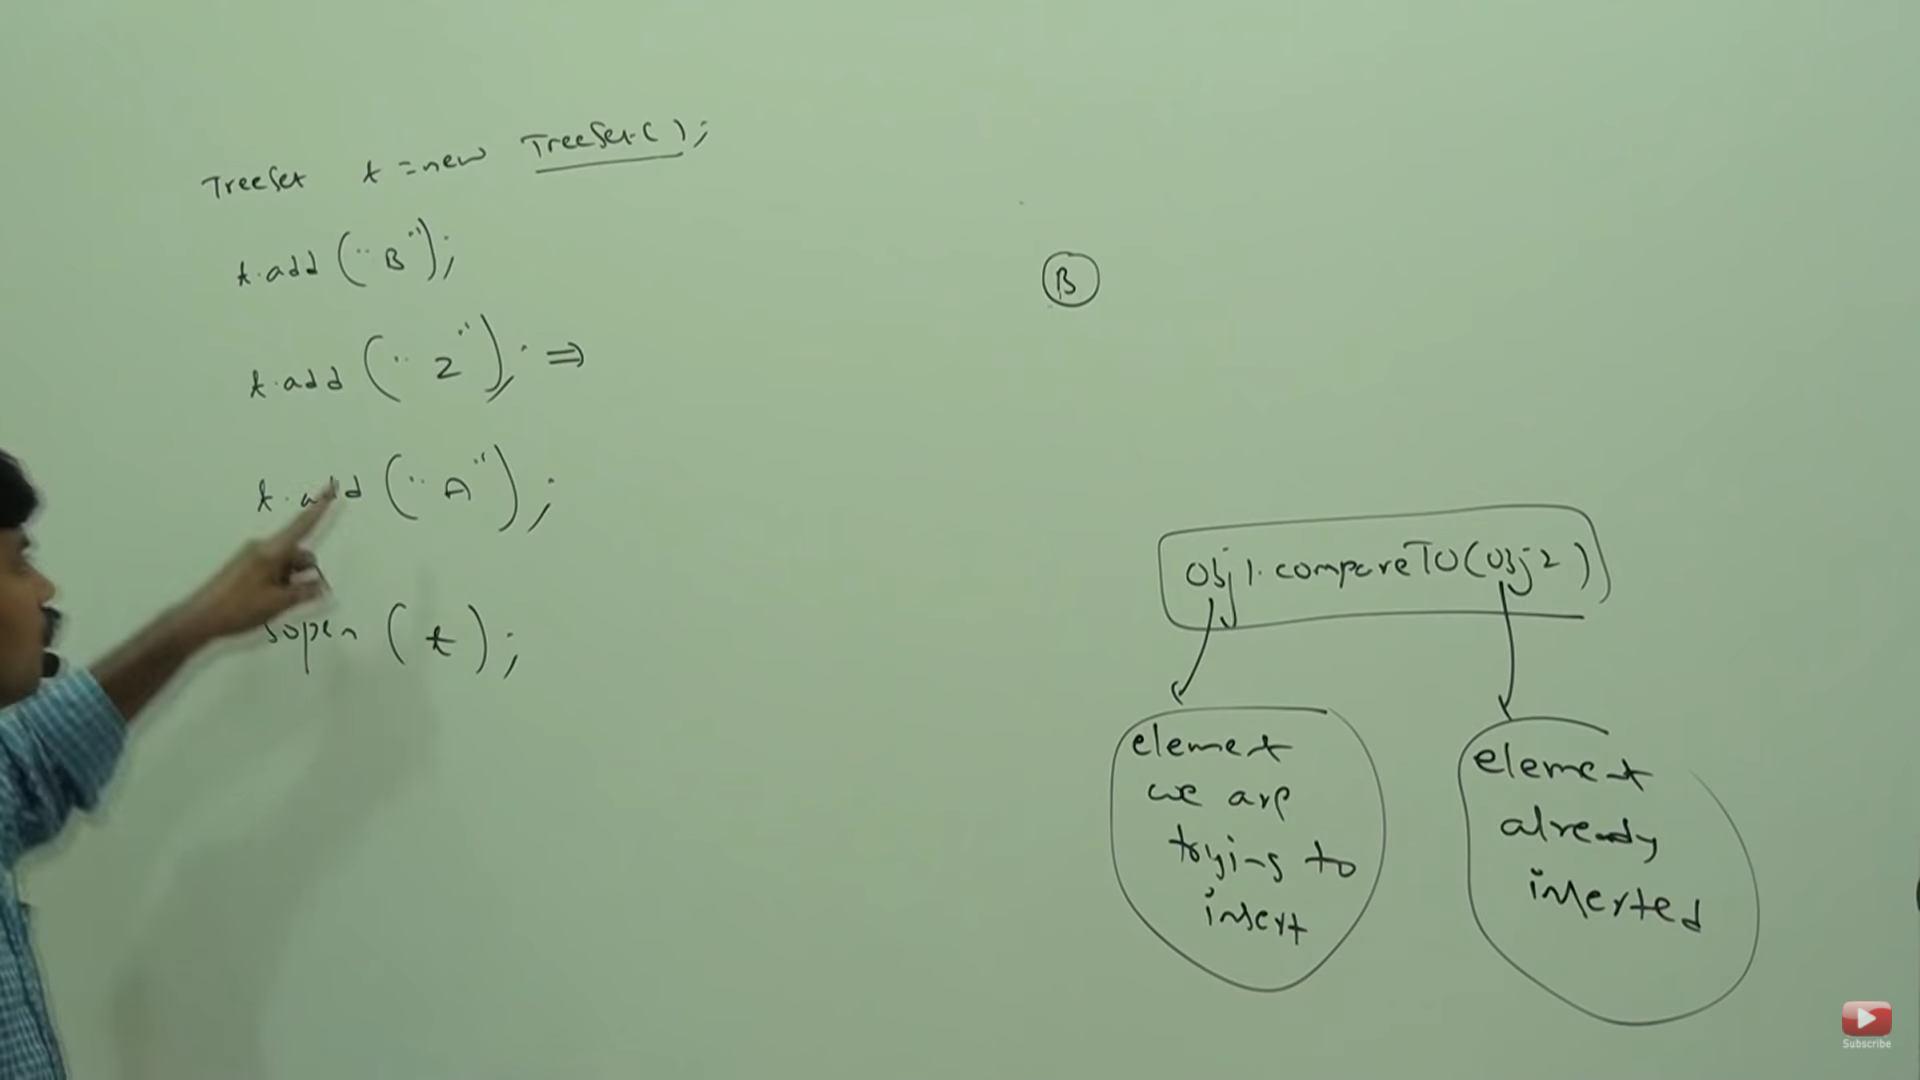 TreeSet t = new TreeSet( );
t.add ("B");
t.add ("Z"); ⇒
t.add ("A");
sopln (t);
B
obj1.compareTO(obj2)
element
we are
trying to
insert
element
already
inserted
Subscribe